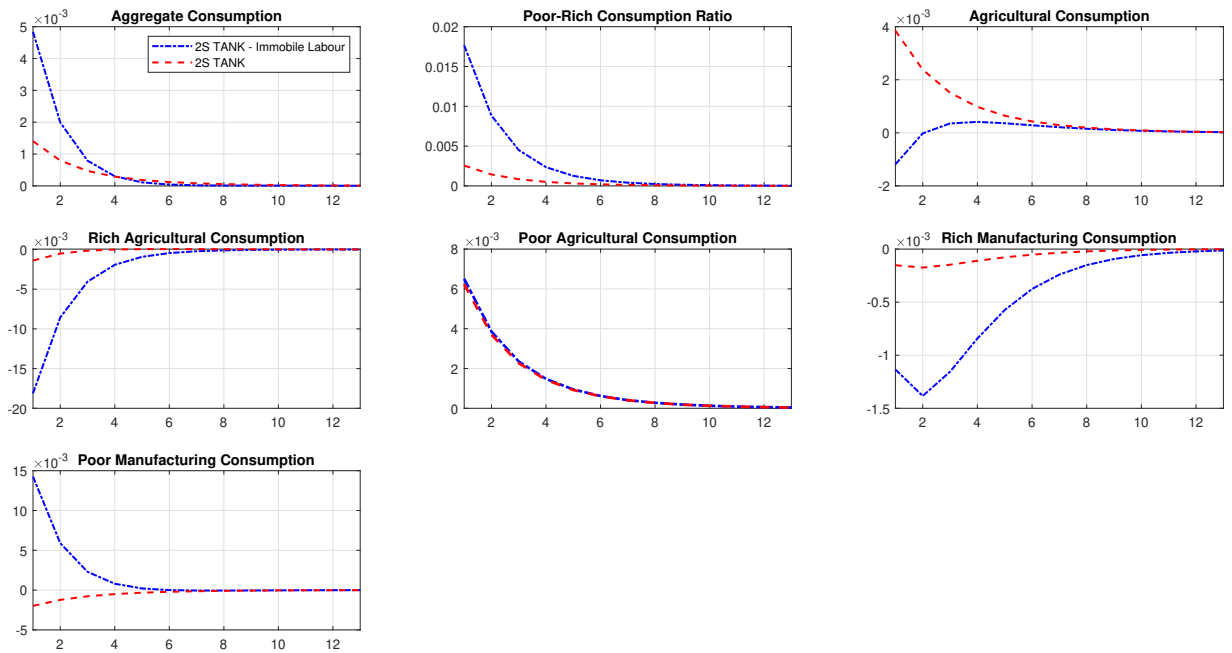 Aggregate Consumption
×10⁻³
5
4
3
2
1
0
2 4 6 8 10 12
2S TANK - Immobile Labour
2S TANK
Poor-Rich Consumption Ratio
0.02
0.015
0.01
0.005
0
2 4 6 8 10 12
Agricultural Consumption
×10⁻³
4
2
0
-2
2 4 6 8 10 12
Rich Agricultural Consumption
×10⁻³
0
-5
-10
-15
-20
2 4 6 8 10 12
Poor Agricultural Consumption
×10⁻³
8
6
4
2
0
2 4 6 8 10 12
Rich Manufacturing Consumption
×10⁻³
0
-0.5
-1
-1.5
2 4 6 8 10 12
Poor Manufacturing Consumption
×10⁻³
15
10
5
0
-5
2 4 6 8 10 12